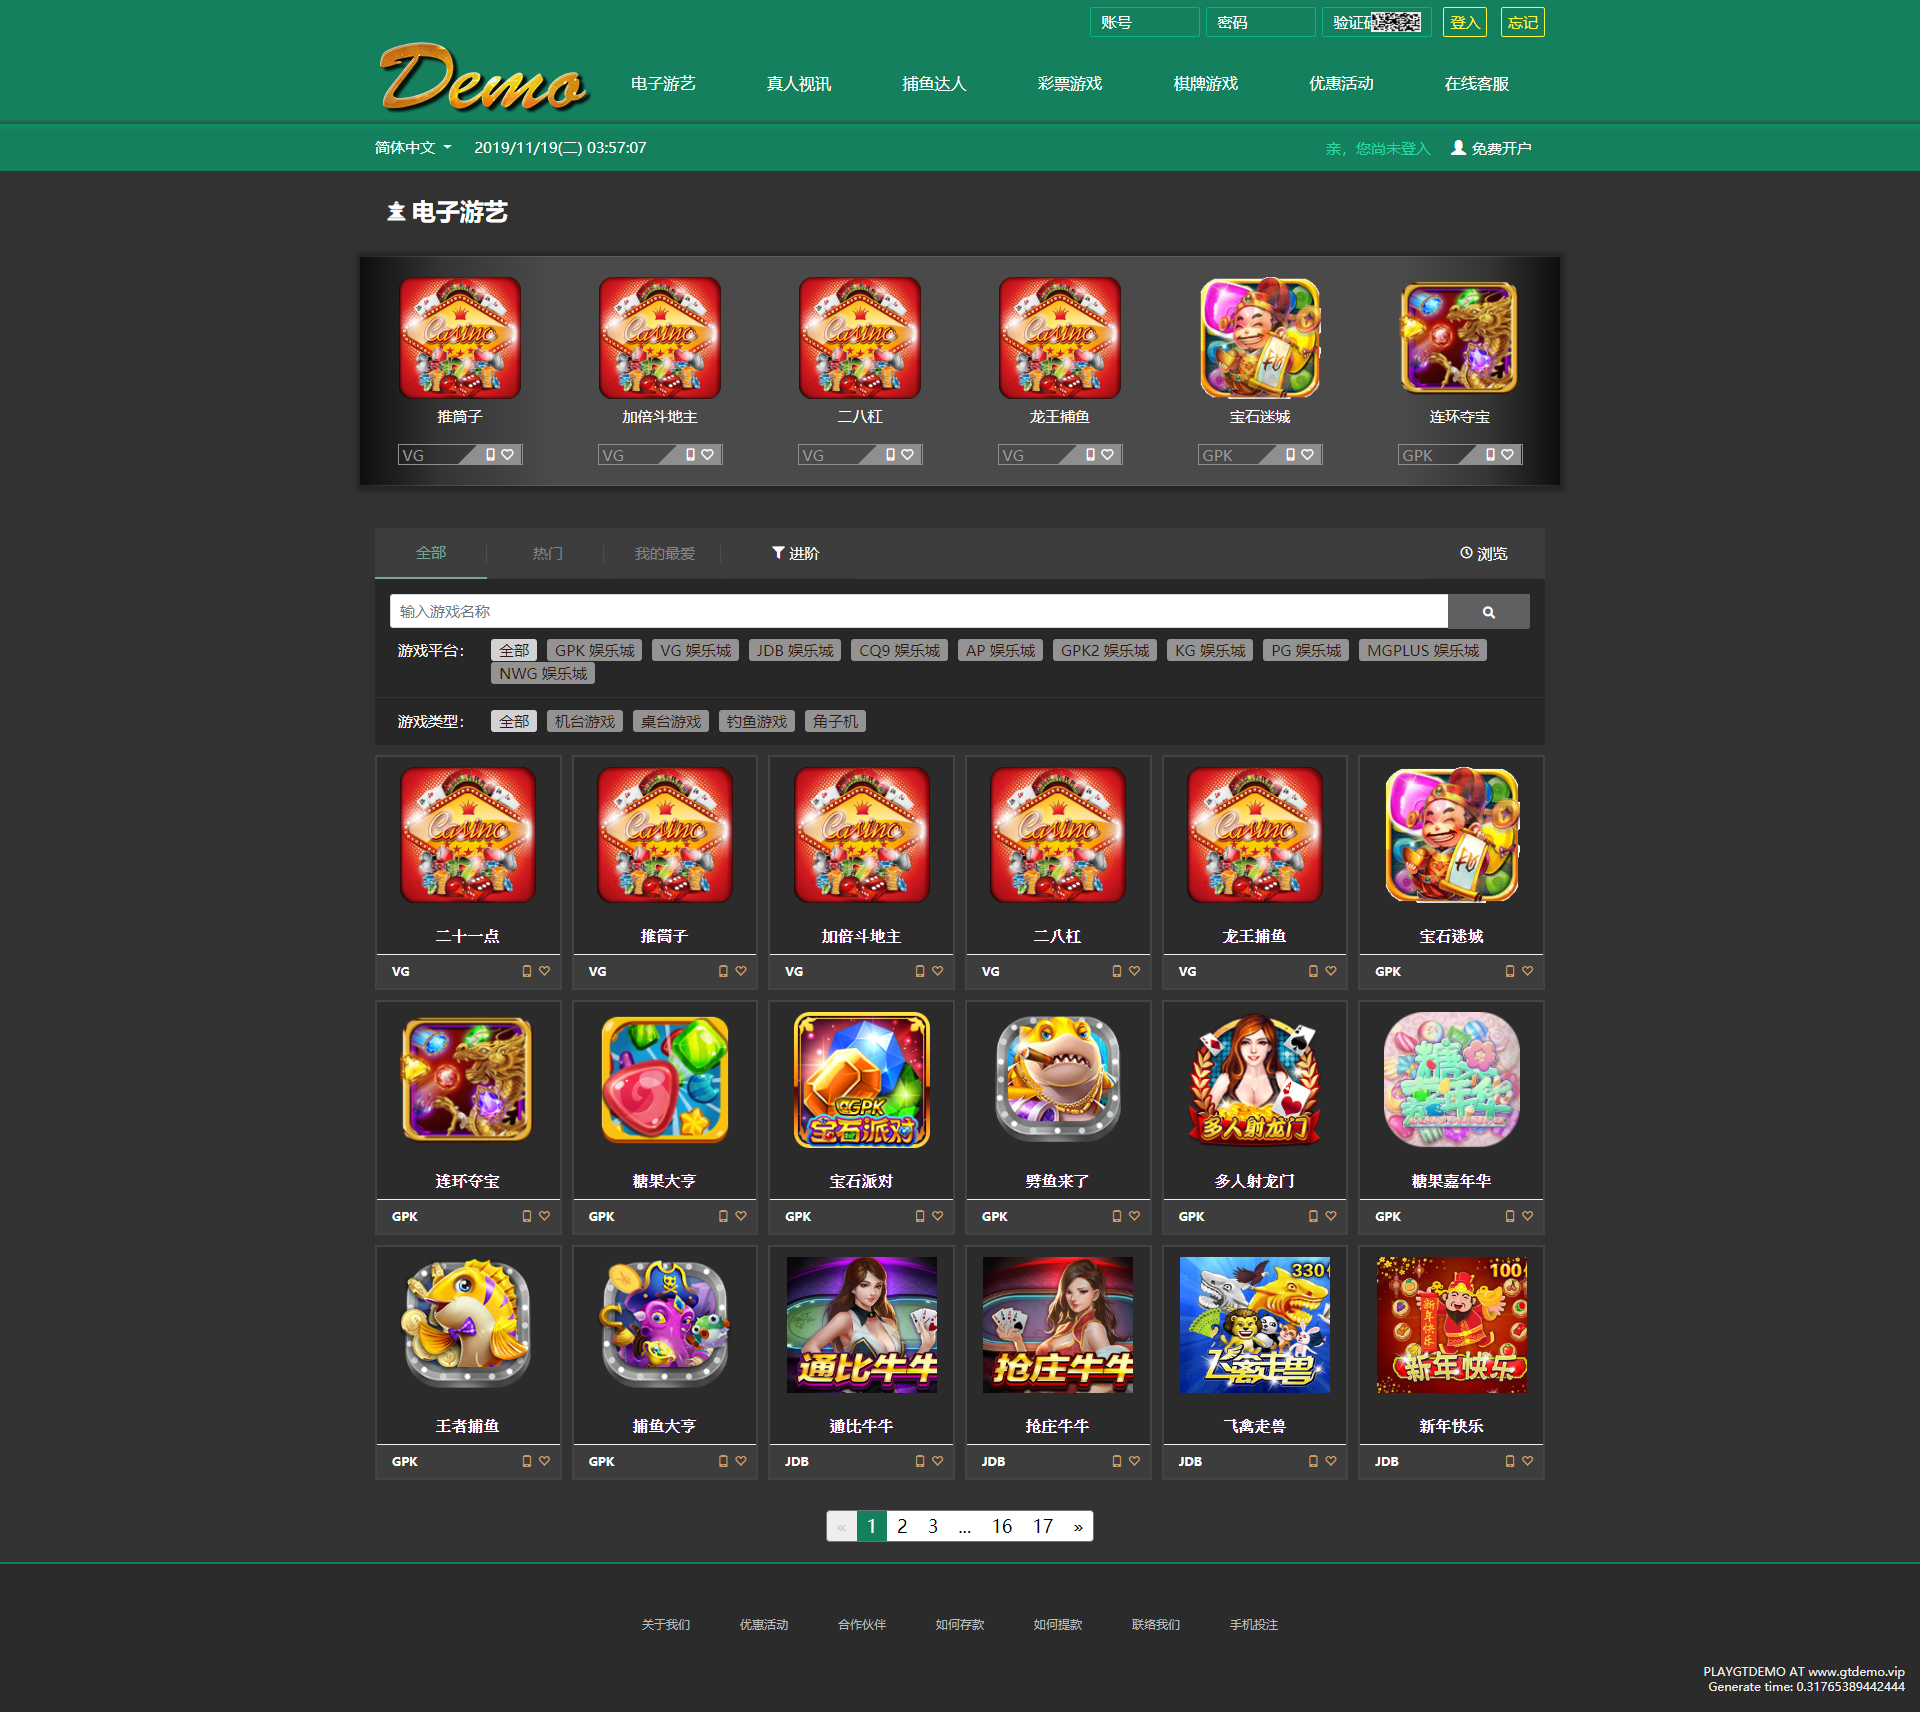 账号 密码 验证码 登入 忘记
Demo 电子游艺 真人视讯 捕鱼达人 彩票游戏 棋牌游戏 优惠活动 在线客服
简体中文 2019/11/19(二) 03:57:07 亲，您尚未登入 免费开户
电子游艺
Casino Casino Casino Casino
推筒子 加倍斗地主 二八杠 龙王捕鱼 宝石迷城 连环夺宝
VG VG VG VG GPK GPK
全部 热门 我的最爱 进阶 浏览
输入游戏名称
游戏平台： 全部 GPK 娱乐城 VG 娱乐城 JDB 娱乐城 CQ9 娱乐城 AP 娱乐城 GPK2 娱乐城 KG 娱乐城 PG 娱乐城 MGPLUS 娱乐城
NWG 娱乐城
游戏类型： 全部 机台游戏 桌台游戏 钓鱼游戏 角子机
Casino Casino Casino Casino Casino
二十一点 推筒子 加倍斗地主 二八杠 龙王捕鱼 宝石迷城
VG VG VG VG VG GPK
GPK
宝石派对 多人射龙门 糖果嘉年华
连环夺宝 糖果大亨 宝石派对 劈鱼来了 多人射龙门 糖果嘉年华
GPK GPK GPK GPK GPK GPK
330 100
新年快乐
通比牛牛 抢庄牛牛 飞禽走兽 新年快乐
王者捕鱼 捕鱼大亨 通比牛牛 抢庄牛牛 飞禽走兽 新年快乐
GPK GPK JDB JDB JDB JDB
« 1 2 3 ... 16 17 »
关于我们 优惠活动 合作伙伴 如何存款 如何提款 联络我们 手机投注
PLAYGTDEMO AT www.gtdemo.vip
Generate time: 0.31765389442444